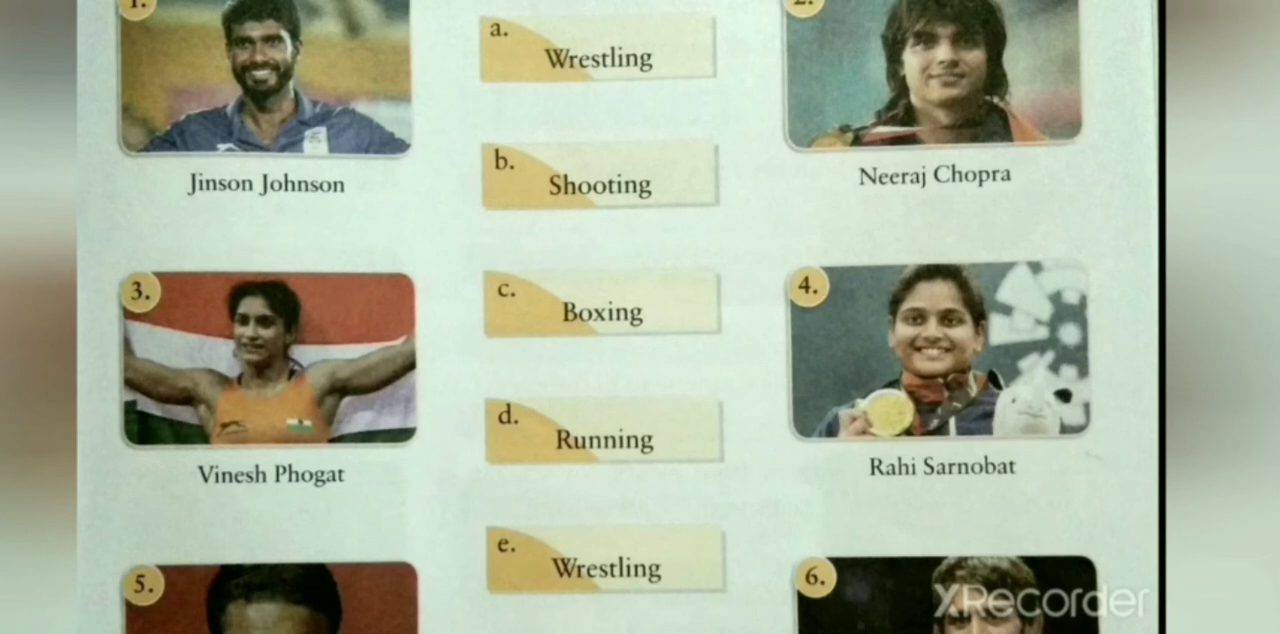 1.
2.
a.
Wrestling
Jinson Johnson
Neeraj Chopra
b.
Shooting
3.
4.
c.
Boxing
d.
Running
Vinesh Phogat
Rahi Sarnobat
e.
Wrestling
5.
6.
XRecorder